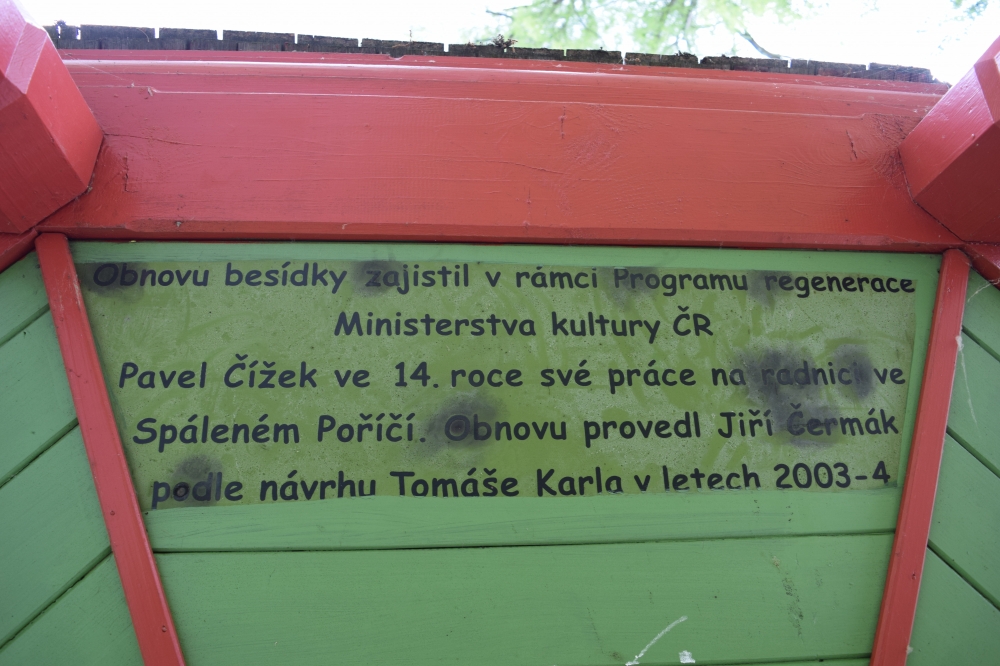 Obnovu besídky zajistil v rámci Programu regenerace
Ministerstva kultury ČR
Pavel Čížek ve 14. roce své práce na radnici ve
Spáleném Poříčí. Obnovu provedl Jiří Čermák
podle návrhu Tomáše Karla v letech 2003-4